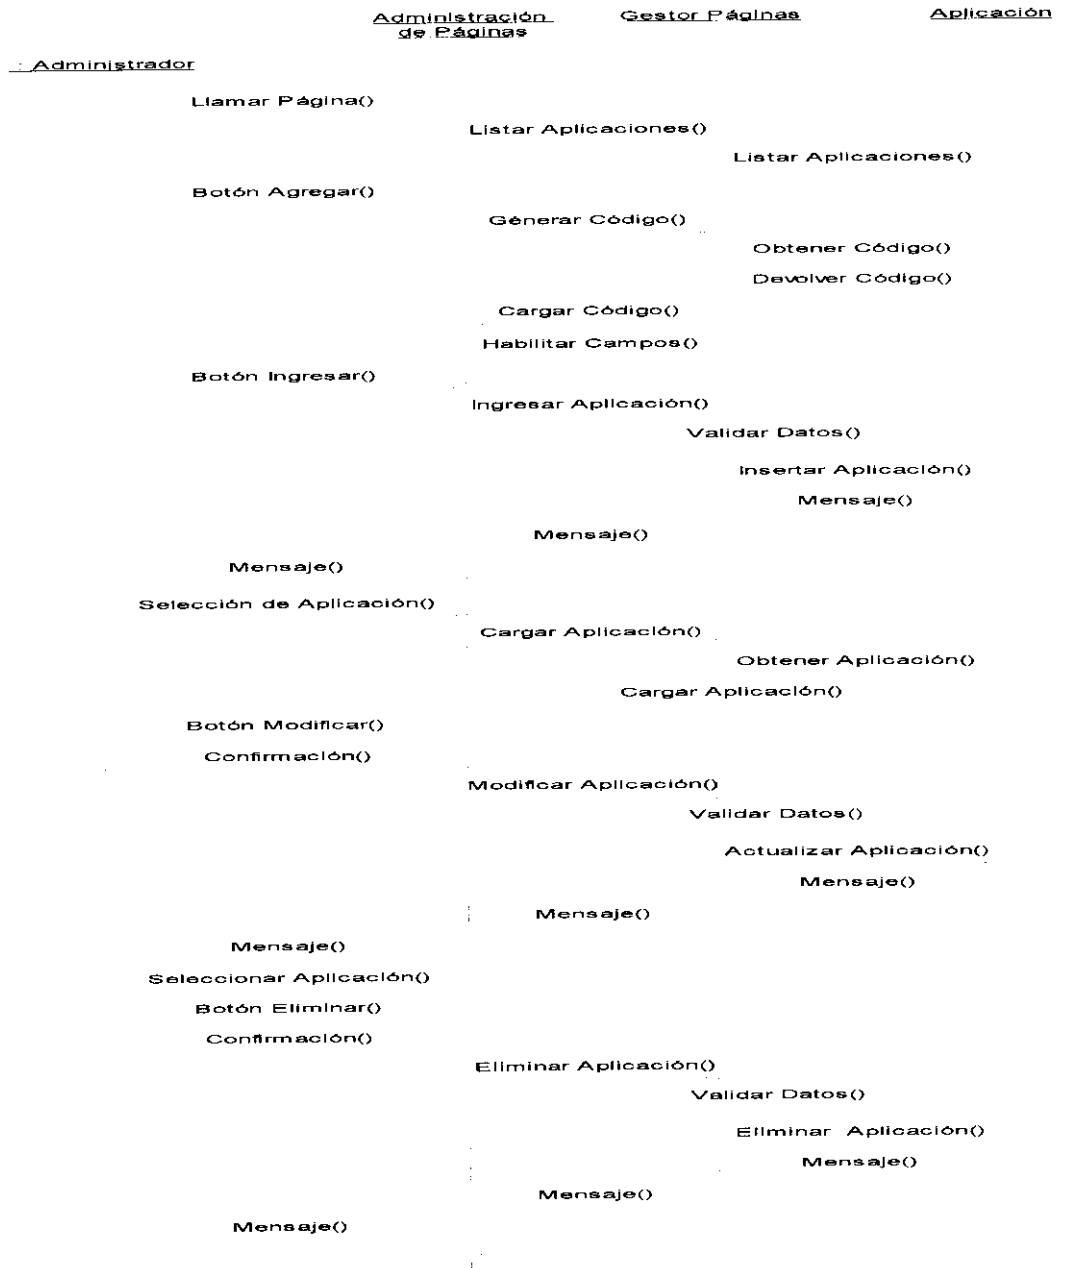 Administración
de Páginas
Gestor Páginas
Aplicación
: Administrador
Llamar Página()
Listar Aplicaciones()
Listar Aplicaciones()
Botón Agregar()
Génerar Código()
Obtener Código()
Devolver Código()
Cargar Código()
Habilitar Campos()
Botón Ingresar()
Ingresar Aplicación()
Validar Datos()
Insertar Aplicación()
Mensaje()
Mensaje()
Mensaje()
Selección de Aplicación()
Cargar Aplicación()
Obtener Aplicación()
Cargar Aplicación()
Botón Modificar()
Confirmación()
Modificar Aplicación()
Validar Datos()
Actualizar Aplicación()
Mensaje()
Mensaje()
Mensaje()
Seleccionar Aplicación()
Botón Eliminar()
Confirmación()
Eliminar Aplicación()
Validar Datos()
Eliminar Aplicación()
Mensaje()
Mensaje()
Mensaje()